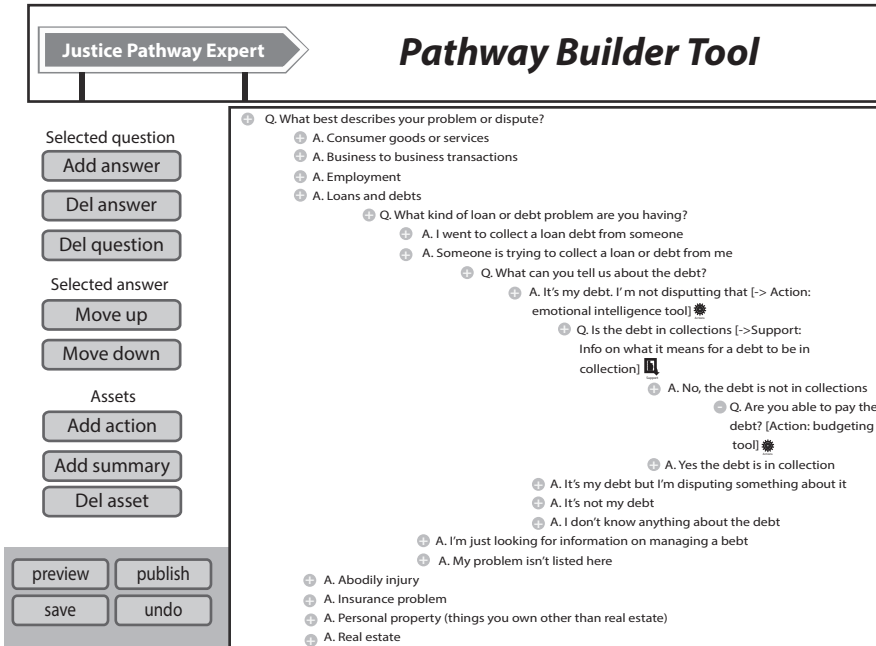 Justice Pathway Expert
Pathway Builder Tool
Selected question
Add answer
Del answer
Del question
Selected answer
Move up
Move down
Assets
Add action
Add summary
Del asset
preview
publish
save
undo
Q. What best describes your problem or dispute?
A. Consumer goods or services
A. Business to business transactions
A. Employment
A. Loans and debts
Q. What kind of loan or debt problem are you having?
A. I went to collect a loan debt from someone
A. Someone is trying to collect a loan or debt from me
Q. What can you tell us about the debt?
A. It's my debt. I'm not disputting that [-> Action:
emotional intelligence tool]
Q. Is the debt in collections [->Support:
Info on what it means for a debt to be in
collection]
A. No, the debt is not in collections
Q. Are you able to pay the
debt? [Action: budgeting
tool]
A. Yes the debt is in collection
A. It's my debt but I'm disputing something about it
A. It's not my debt
A. I don't know anything about the debt
A. I'm just looking for information on managing a bebt
A. My problem isn't listed here
A. Abodily injury
A. Insurance problem
A. Personal property (things you own other than real estate)
A. Real estate